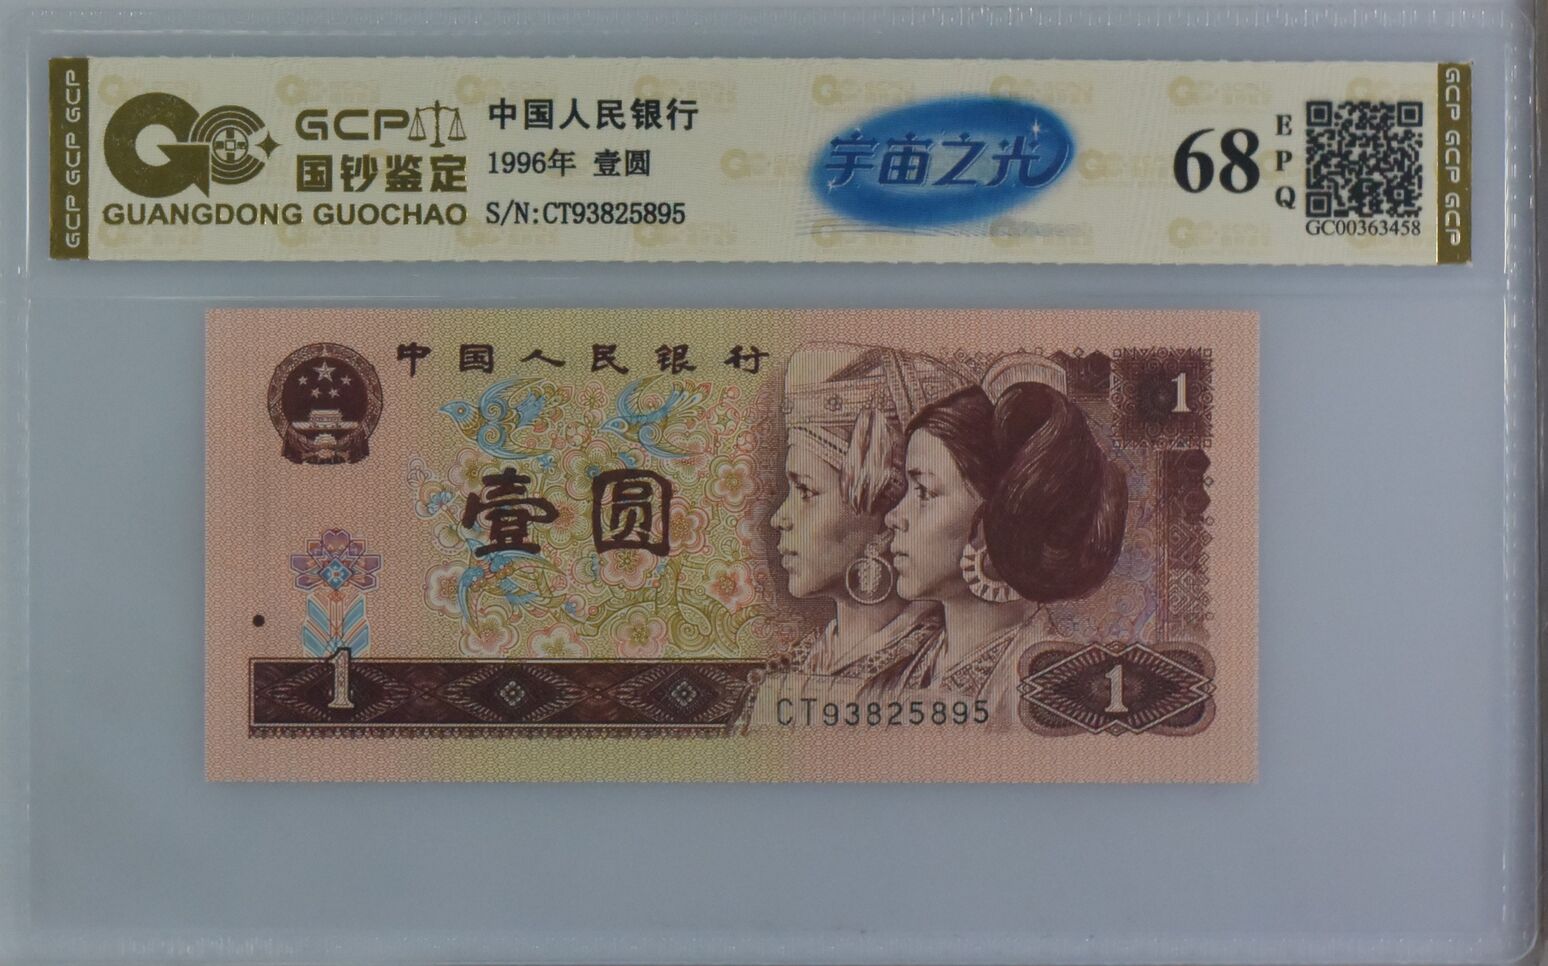 GCP GCP GCP
GCP
国钞鉴定
GUANGDONG GUOCHAO
中国人民银行
1996年 壹圆
S/N:CT93825895
宇宙之光
68
EPQ
GC00363458
GCP GCP GCP
中国人民银行
1
壹圆
1
CT93825895
1